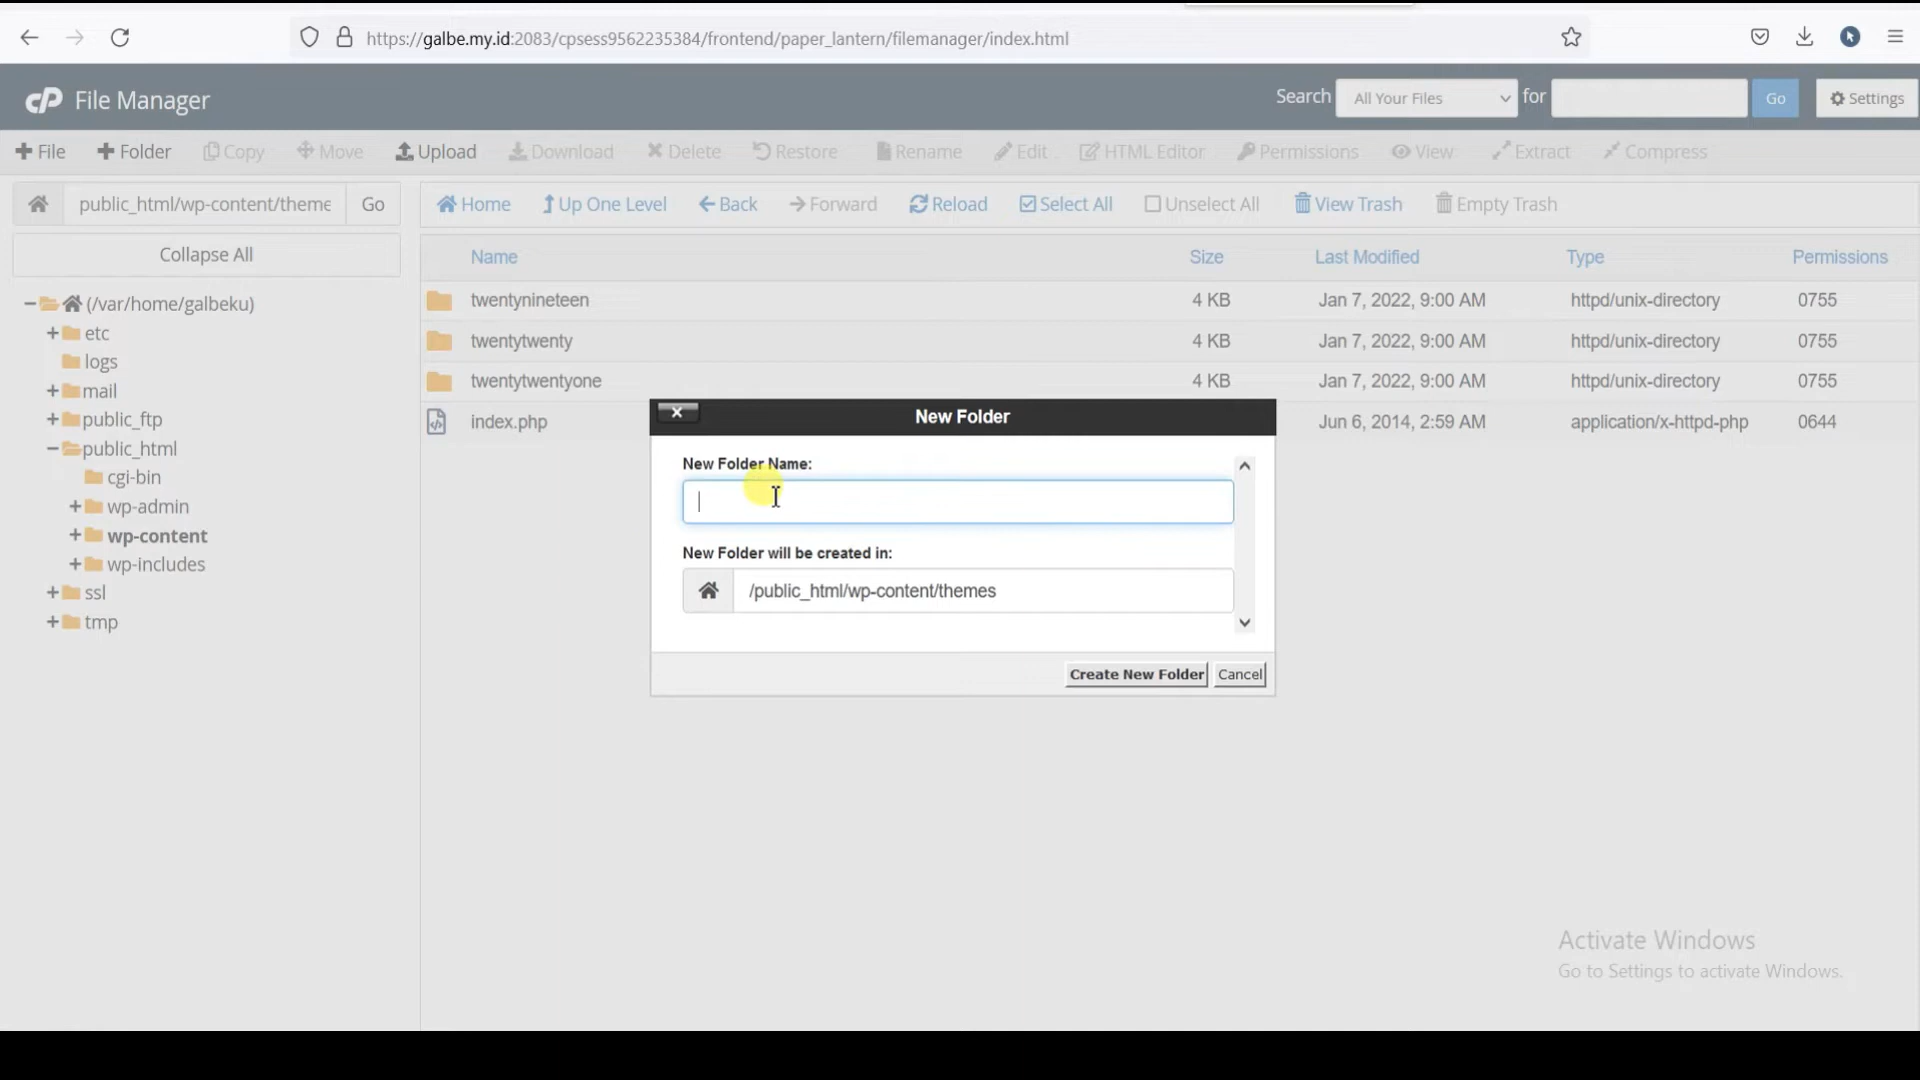 https://galbe.my.id:2083/cpsess9562235384/frontend/paper_lantern/filemanager/index.html
cP File Manager
Search All Your Files for Go Settings
File Folder Copy Move Upload Download Delete Restore Rename Edit HTML Editor Permissions View Extract Compress
public_html/wp-content/theme Go
Home Up One Level Back Forward Reload Select All Unselect All View Trash Empty Trash
Collapse All
Name Size Last Modified Type Permissions
(/var/home/galbeku)
etc
logs
mail
public_ftp
public_html
cgi-bin
wp-admin
wp-content
wp-includes
ssl
tmp
twentynineteen 4 KB Jan 7, 2022, 9:00 AM httpd/unix-directory 0755
twentytwenty 4 KB Jan 7, 2022, 9:00 AM httpd/unix-directory 0755
twentytwentyone 4 KB Jan 7, 2022, 9:00 AM httpd/unix-directory 0755
index.php Jun 6, 2014, 2:59 AM application/x-httpd-php 0644
New Folder
New Folder Name:
New Folder will be created in:
/public_html/wp-content/themes
Create New Folder Cancel
Activate Windows
Go to Settings to activate Windows.